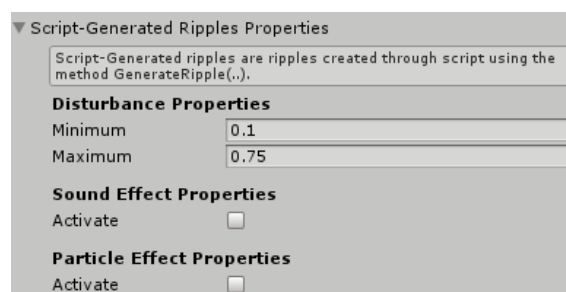 Script-Generated Ripples Properties
Script-Generated ripples are ripples created through script using the
method GenerateRipple(..).
Disturbance Properties
Minimum 0.1
Maximum 0.75
Sound Effect Properties
Activate
Particle Effect Properties
Activate